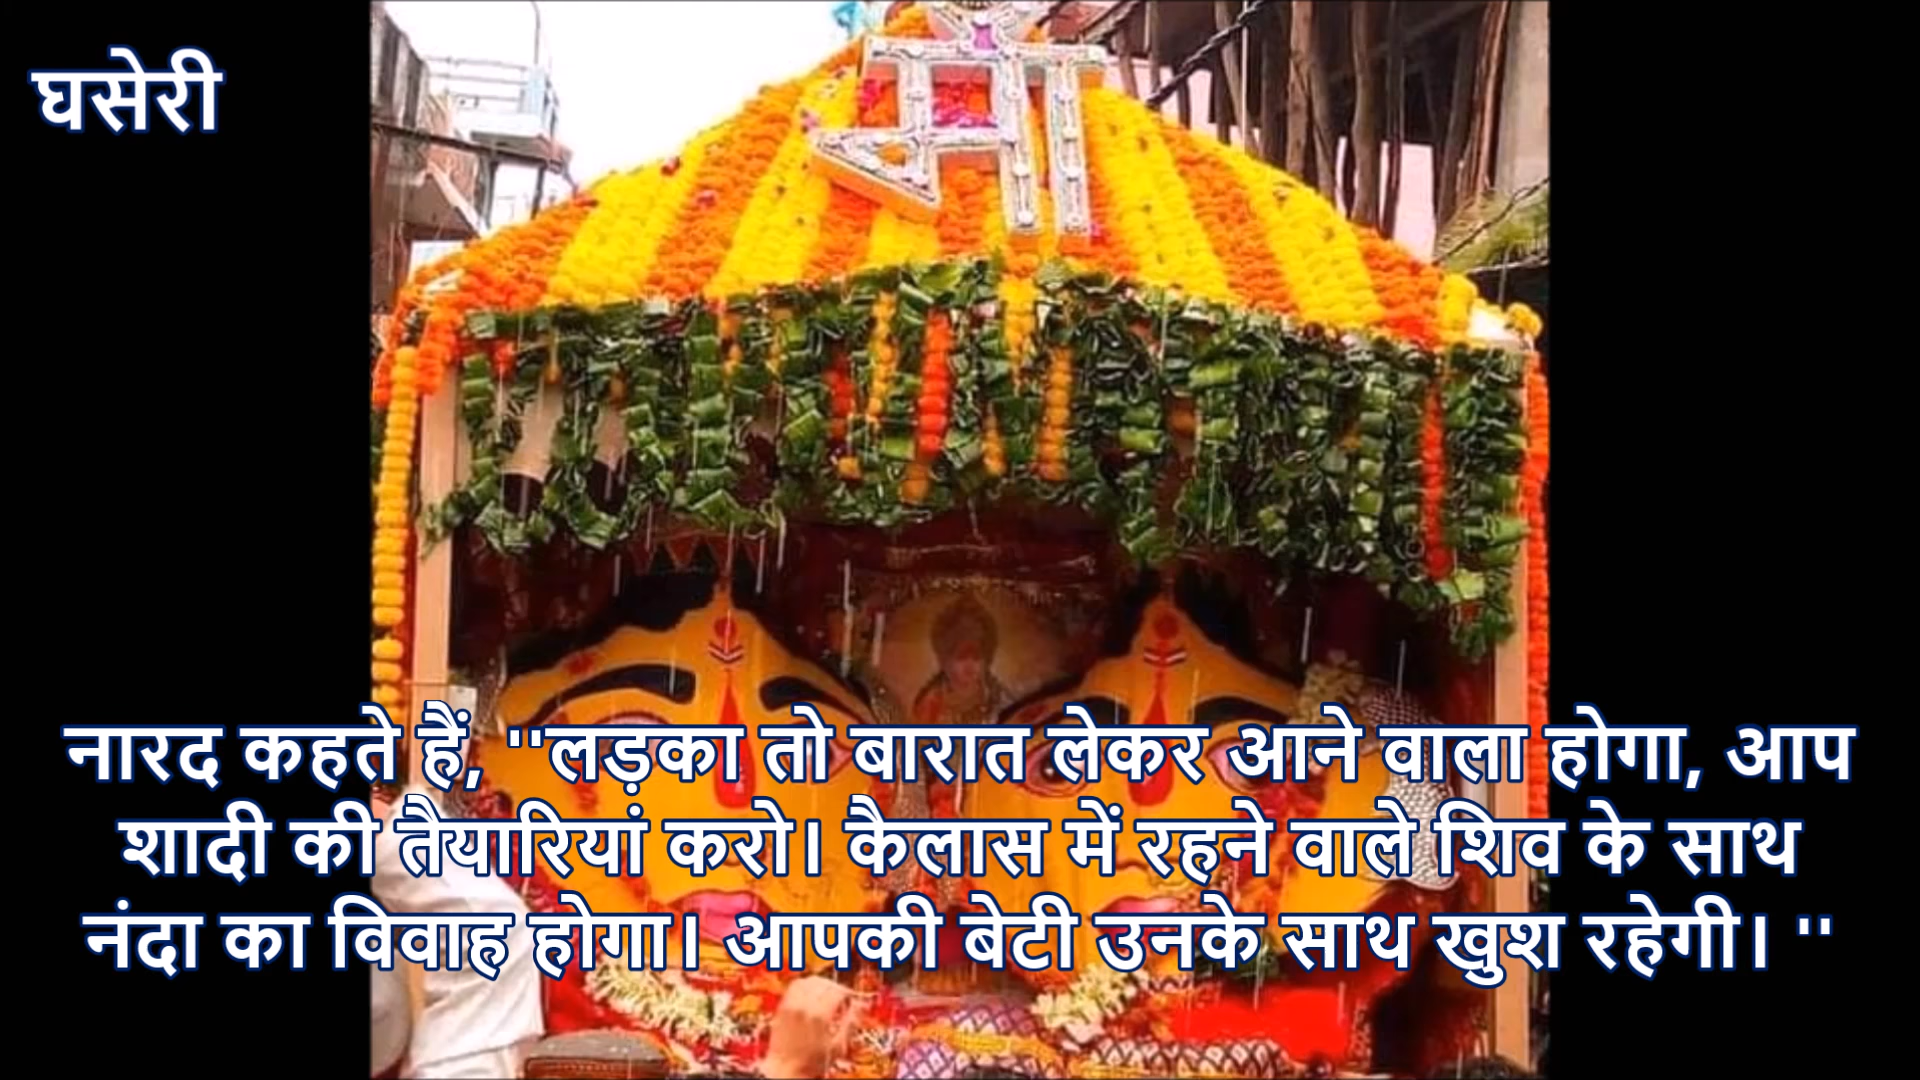 घसेरी
माँ
नारद कहते हैं, "लड़का तो बारात लेकर आने वाला होगा, आप
शादी की तैयारियां करो। कैलास में रहने वाले शिव के साथ
नंदा का विवाह होगा। आपकी बेटी उनके साथ खुश रहेगी। "